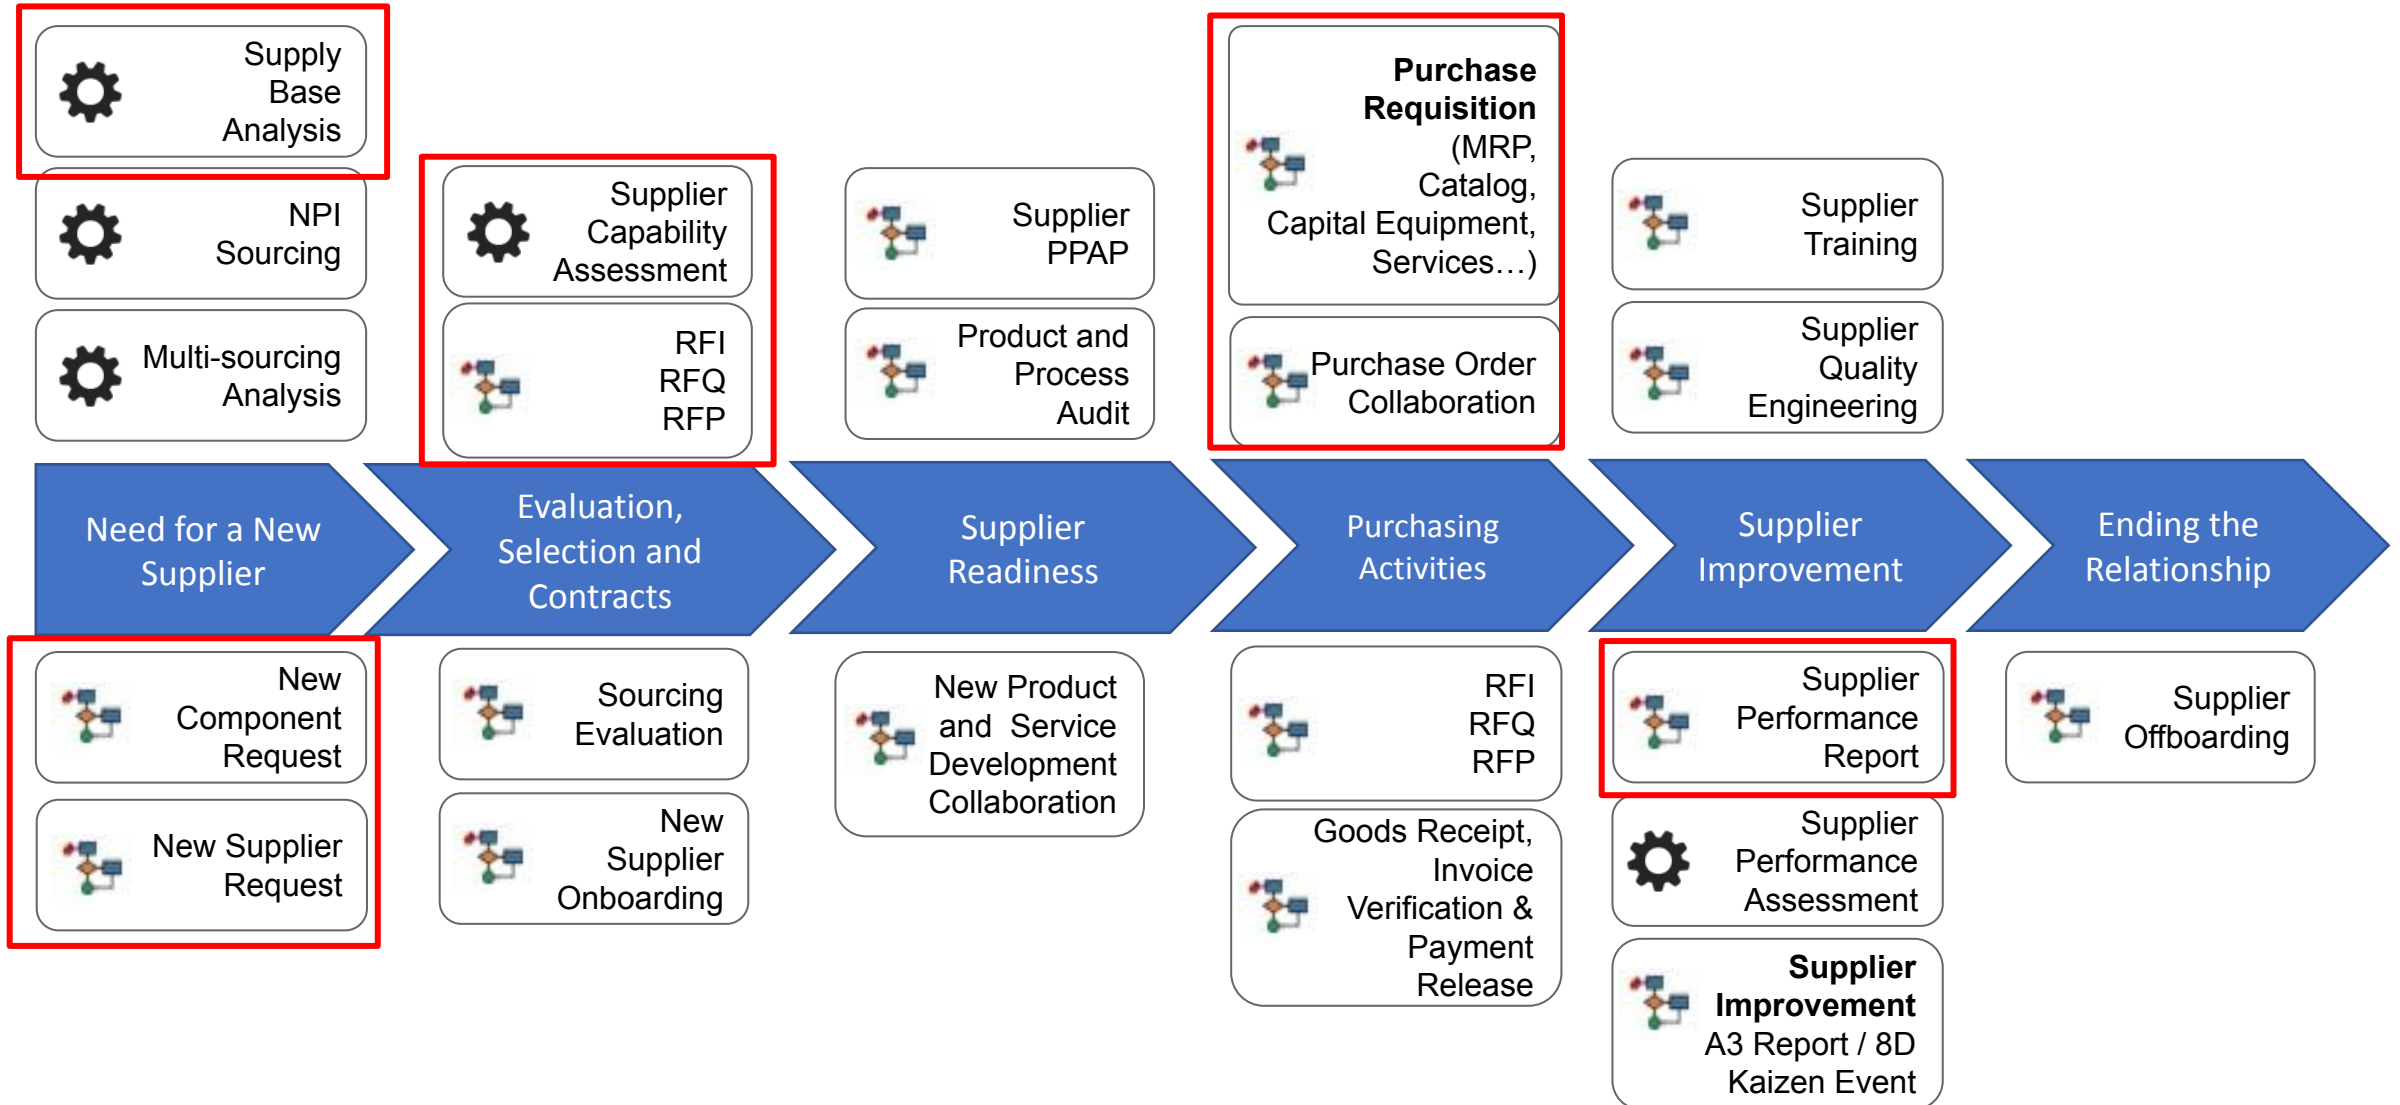 Supply
Base
Analysis
NPI
Sourcing
Multi-sourcing
Analysis
Supplier
Capability
Assessment
RFI
RFQ
RFP
Supplier
PPAP
Product and
Process
Audit
Purchase
Requisition
(MRP,
Catalog,
Capital Equipment,
Services…)
Purchase Order
Collaboration
Supplier
Training
Supplier
Quality
Engineering
Need for a New
Supplier
Evaluation,
Selection and
Contracts
Supplier
Readiness
Purchasing
Activities
Supplier
Improvement
Ending the
Relationship
New
Component
Request
New Supplier
Request
Sourcing
Evaluation
New
Supplier
Onboarding
New Product
and Service
Development
Collaboration
RFI
RFQ
RFP
Goods Receipt,
Invoice
Verification &
Payment
Release
Supplier
Performance
Report
Supplier
Performance
Assessment
Supplier
Improvement
A3 Report / 8D
Kaizen Event
Supplier
Offboarding